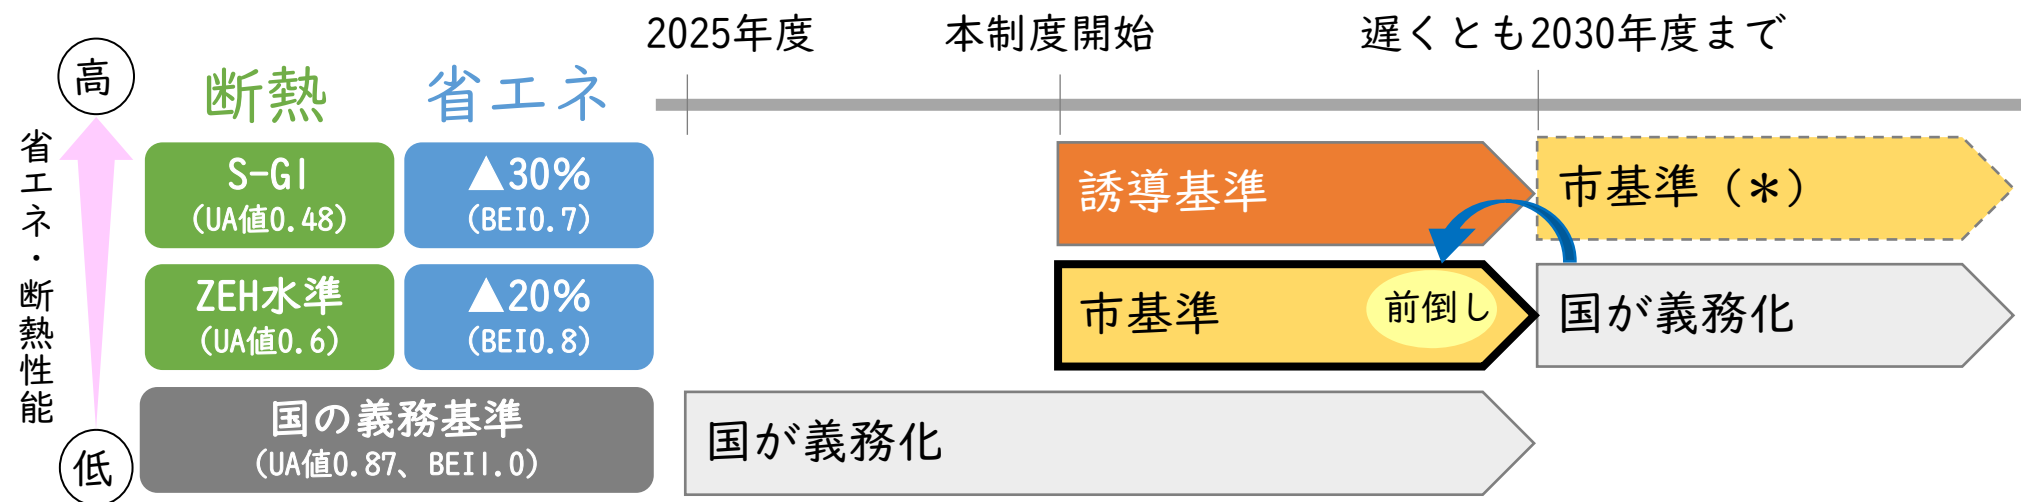 2025年度
本制度開始
遅くとも2030年度まで
高
省エネ・断熱性能
低
断熱
省エネ
S-G1
(UA値0.48)
▲30%
(BEI0.7)
誘導基準
市基準(＊)
ZEH水準
(UA値0.6)
▲20%
(BEI0.8)
市基準
前倒し
国が義務化
国の義務基準
(UA値0.87、BEI1.0)
国が義務化